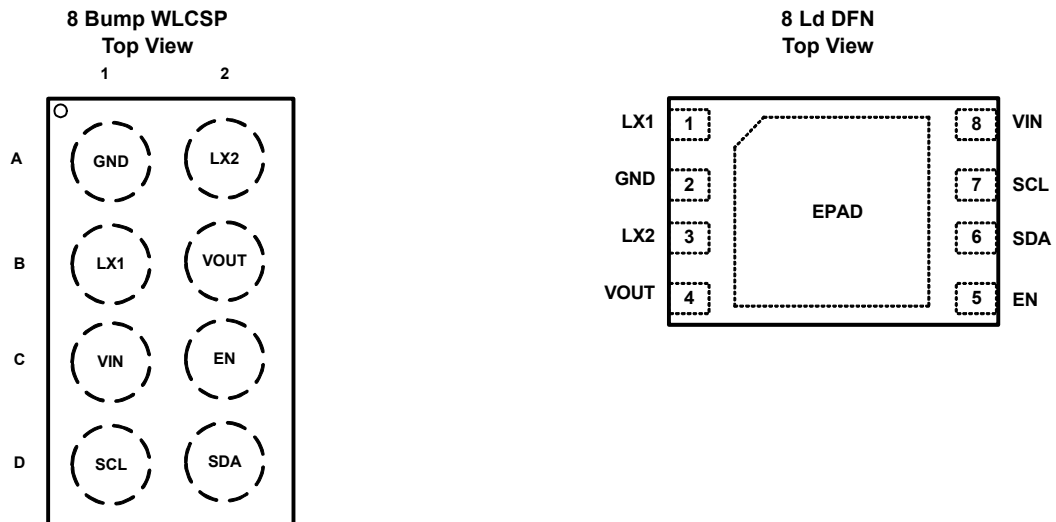 8 Bump WLCSP
Top View
1 2
A GND LX2
B LX1 VOUT
C VIN EN
D SCL SDA
8 Ld DFN
Top View
LX1 1 8 VIN
GND 2 7 SCL
EPAD
LX2 3 6 SDA
VOUT 4 5 EN